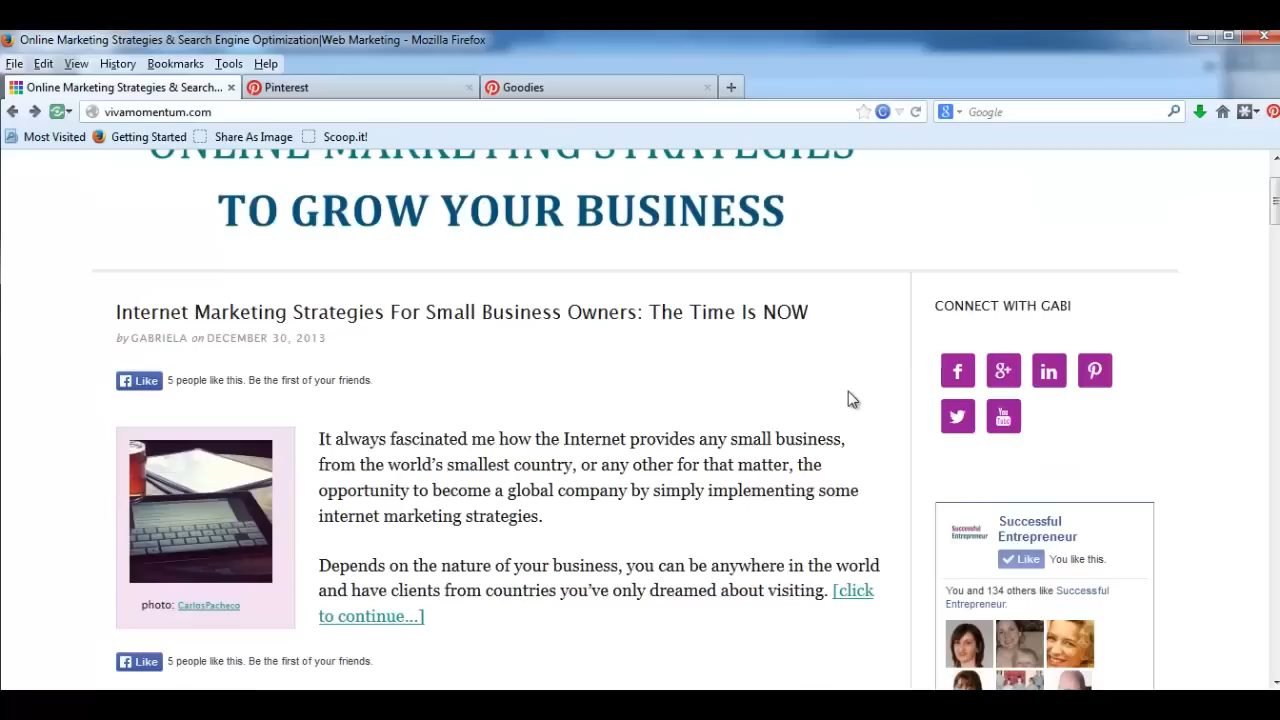 Online Marketing Strategies & Search Engine Optimization|Web Marketing - Mozilla Firefox
File Edit View History Bookmarks Tools Help
Online Marketing Strategies & Search... Pinterest Goodies
vivamomentum.com Google
Most Visited Getting Started Share As Image Scoop.it!
ONLINE MARKETING STRATEGIES
TO GROW YOUR BUSINESS
Internet Marketing Strategies For Small Business Owners: The Time Is NOW
by GABRIELA on DECEMBER 30, 2013
Like 5 people like this. Be the first of your friends.
It always fascinated me how the Internet provides any small business,
from the world's smallest country, or any other for that matter, the
opportunity to become a global company by simply implementing some
internet marketing strategies.
Depends on the nature of your business, you can be anywhere in the world
and have clients from countries you've only dreamed about visiting. [click
to continue...]
photo: CarlosPacheco
Like 5 people like this. Be the first of your friends.
CONNECT WITH GABI
You Tube
Successful Entrepreneur
Successful
Entrepreneur
Like You like this.
You and 134 others like Successful
Entrepreneur.